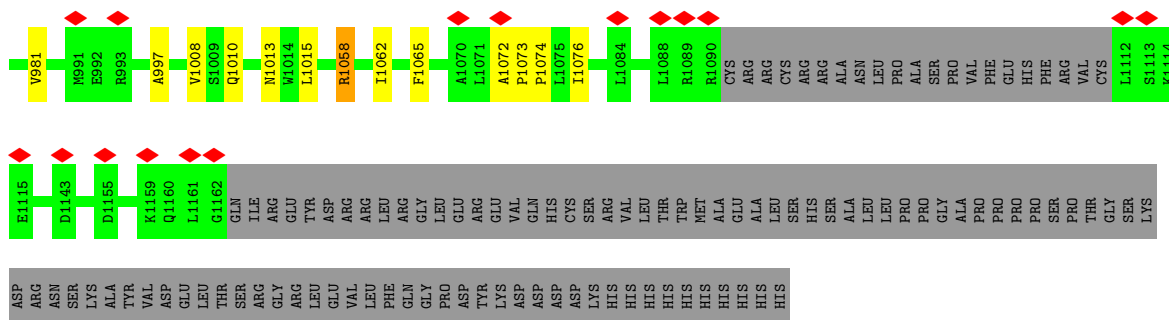 V981 M991 E992 R993 A997 V1008 S1009 Q1010 N1013 W1014 L1015 R1058 I1062 F1065 A1070 L1071 A1072 P1073 P1074 L1075 I1076 L1084 L1088 R1089 R1090 CYS ARG ARG CYS ARG ARG ALA ASN LEU PRO ALA SER PRO VAL PHE GLU HIS PHE ARG VAL CYS L1112 S1113 K1114
E1115 D1143 D1155 K1159 Q1160 L1161 G1162 GLN ILE ARG GLU TYR ASP ARG ARG LEU ARG GLY LEU GLU ARG GLU VAL GLN HIS CYS SER ARG VAL LEU THR TRP MET ALA GLU ALA LEU SER HIS SER ALA LEU LEU PRO PRO GLY ALA PRO PRO PRO PRO SER PRO THR GLY SER LYS
ASP ARG ASN SER LYS ALA TYR VAL ASP GLU LEU THR SER ARG GLY ARG LEU GLU VAL LEU PHE GLN GLY PRO ASP TYR LYS ASP ASP ASP ASP LYS HIS HIS HIS HIS HIS HIS HIS HIS HIS HIS